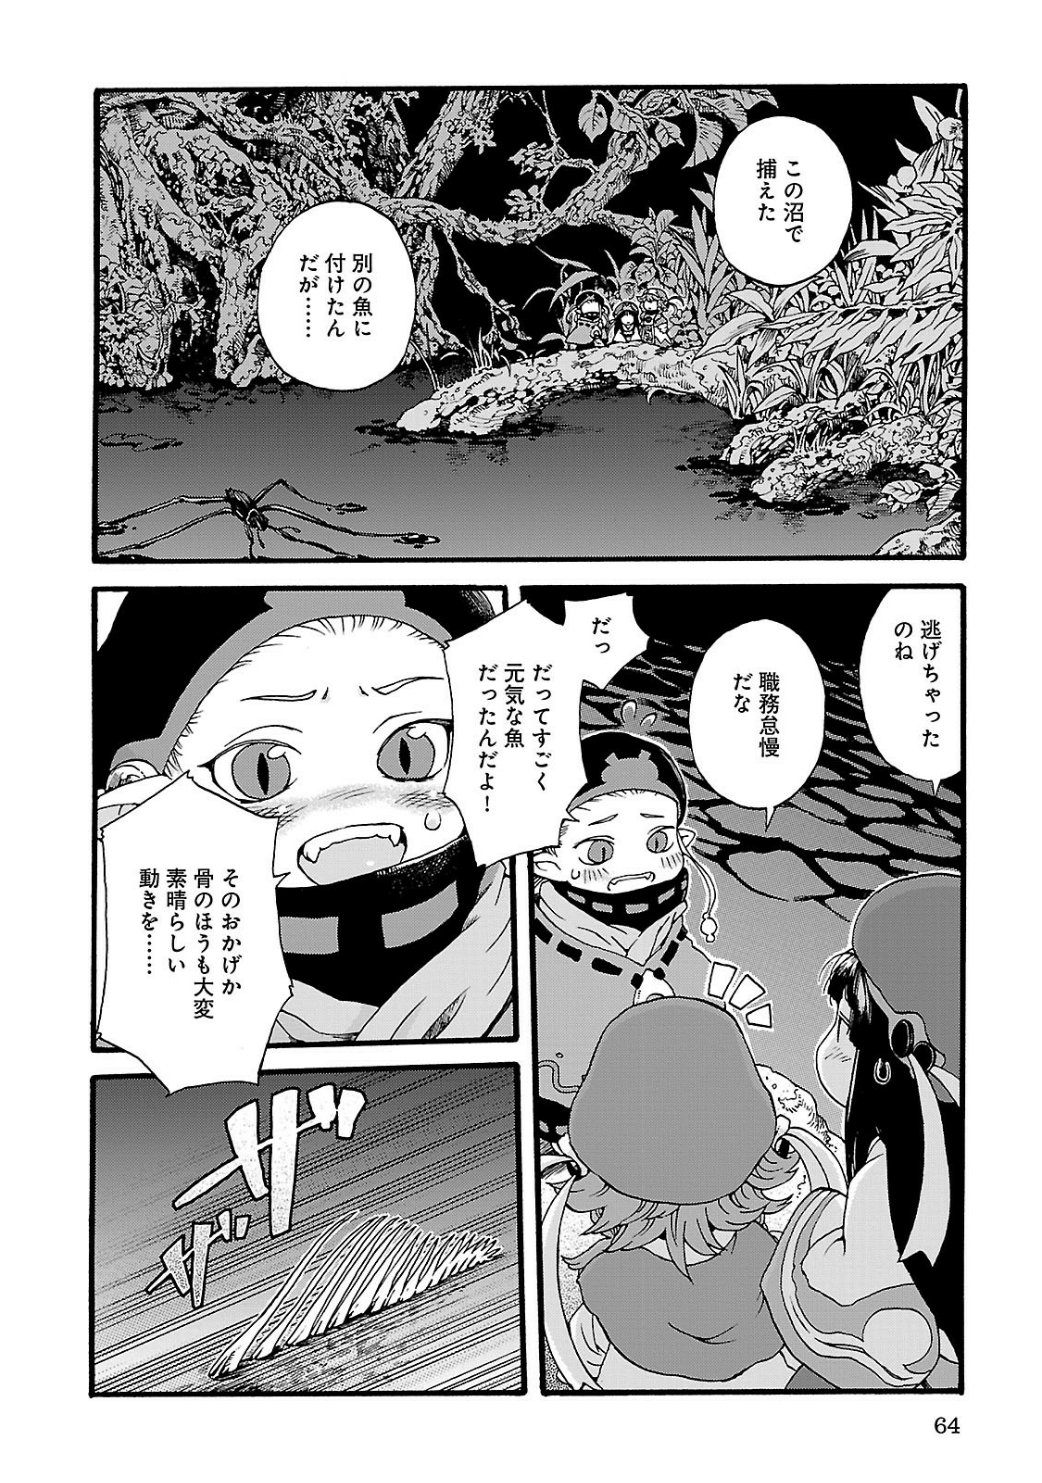 この沼で
捕えた
別の魚に
付けたん
だが……
逃げちゃった
のね
職務怠慢
だな
だっ
だってすごく
元気な魚
だったんだよ！
そのおかげか
骨のほうも大変
素晴らしい
動きを……
ザザ
ザザ
64